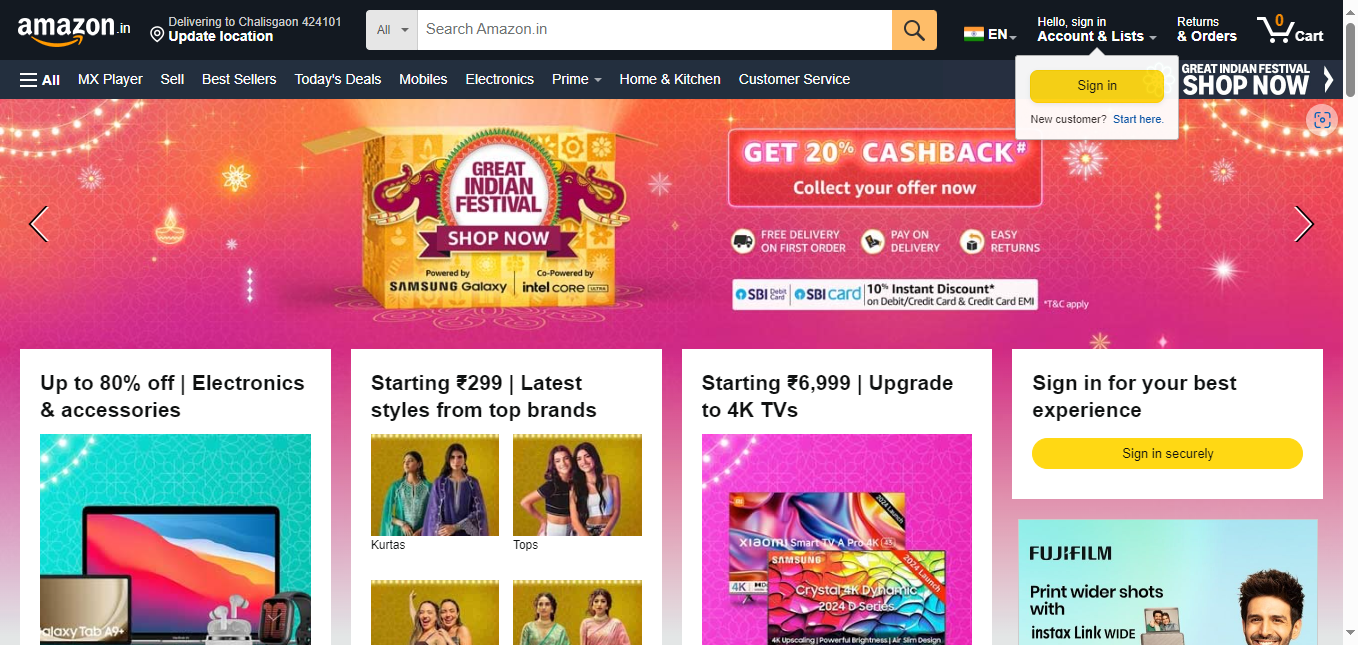 amazon.in
Delivering to Chalisgaon 424101
Update location
All
Search Amazon.in
EN
Hello, sign in
Account & Lists
Returns
& Orders
0
Cart
All
MX Player
Sell
Best Sellers
Today's Deals
Mobiles
Electronics
Prime
Home & Kitchen
Customer Service
GREAT INDIAN FESTIVAL
SHOP NOW
Sign in
New customer? Start here.
GREAT
INDIAN
FESTIVAL
SHOP NOW
Powered by
SAMSUNG Galaxy
Co-Powered by
intel CORE ULTRA
GET 20% CASHBACK#
Collect your offer now
FREE DELIVERY
ON FIRST ORDER
PAY ON
DELIVERY
EASY
RETURNS
SBI Debit Card
SBI card
10% Instant Discount*
on Debit/Credit Card & Credit Card EMI
*T&C apply
Up to 80% off | Electronics
& accessories
alaxy Tab A9+
Starting ₹299 | Latest
styles from top brands
Kurtas
Tops
Starting ₹6,999 | Upgrade
to 4K TVs
2024 Launch
xiaomi Smart TV A Pro 4K
4K
SAMSUNG
2024 Launch
Crystal 4K Dynamic
2024 D Series
4K Upscaling | Powerful Brightness | Air Slim Design
Sign in for your best
experience
Sign in securely
FUJIFILM
Print wider shots
with
instax Link WIDE